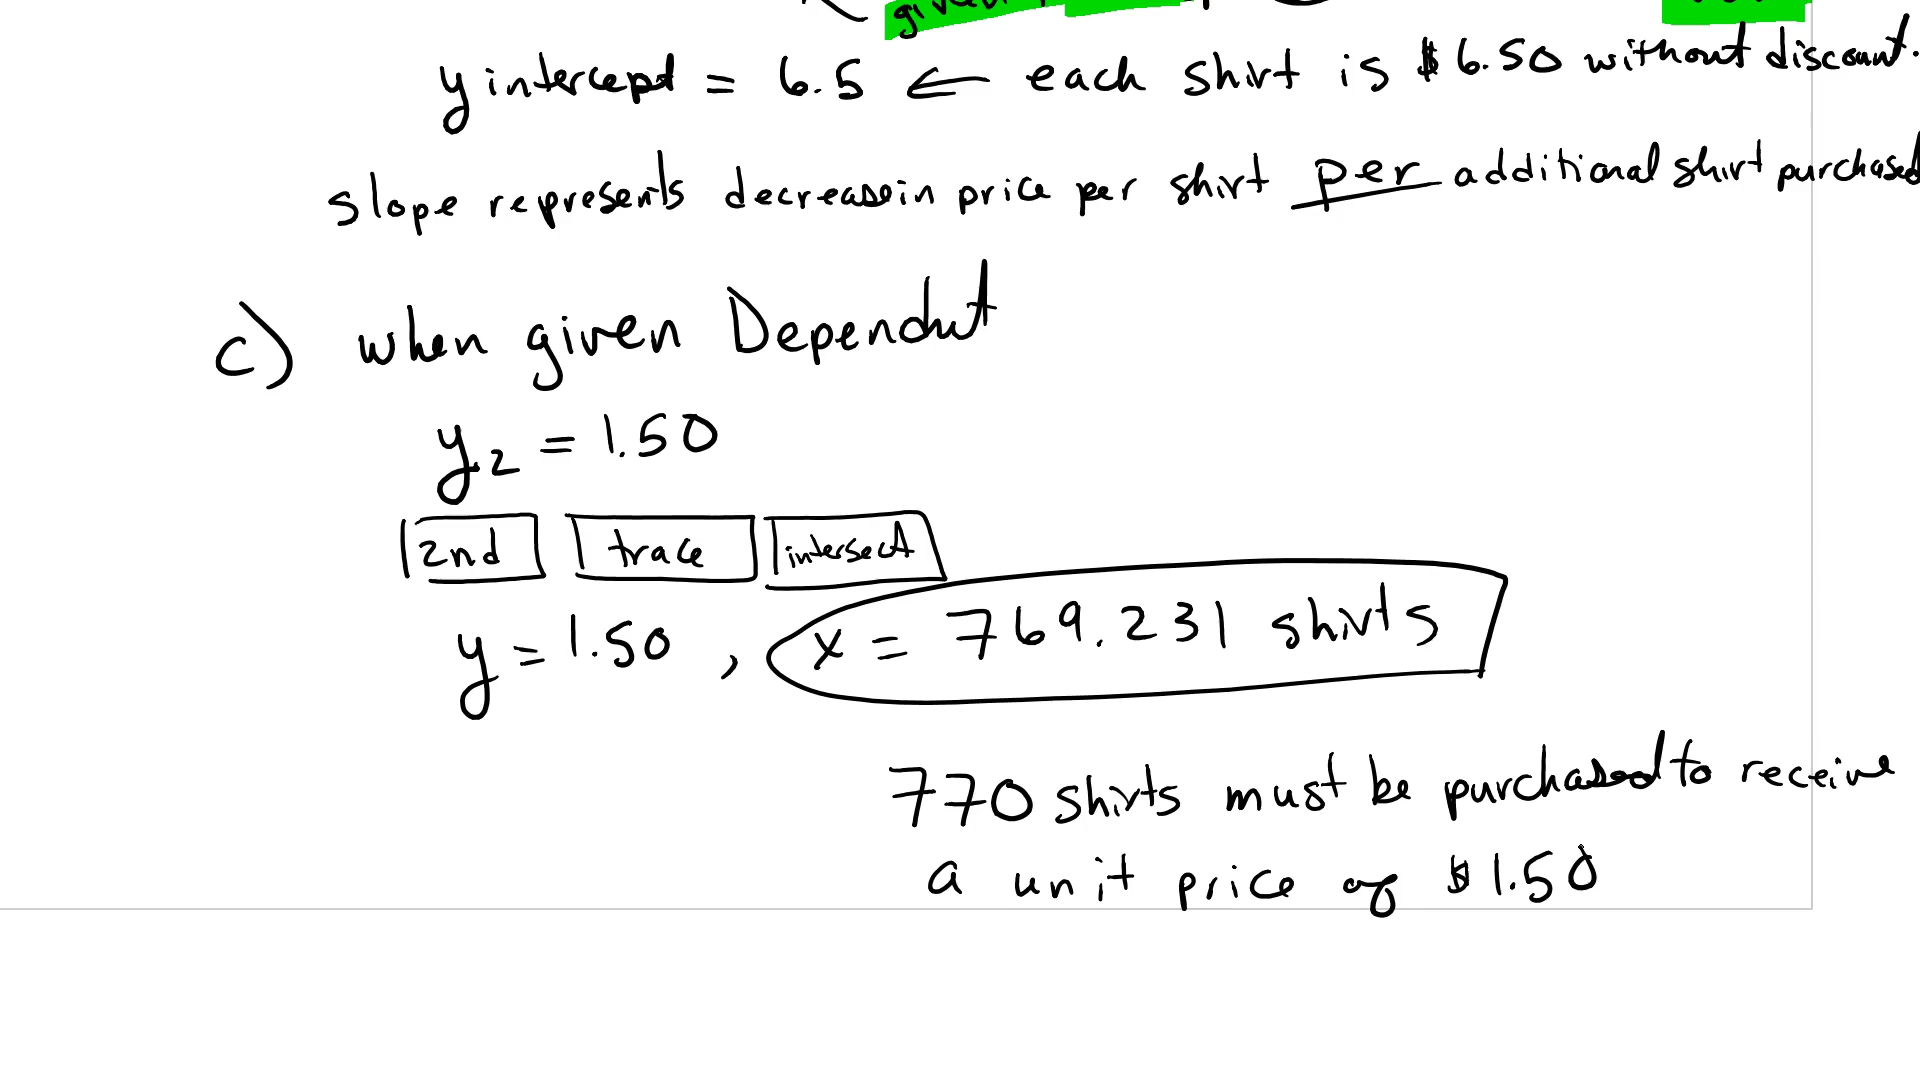 y intercept = 6.5 ← each shirt is $6.50 without discount.
slope represents decrease in price per shirt per additional shirt purchased
c) when given Dependnt
y2 = 1.50
2nd trace intersect
y = 1.50 , x = 769.231 shirts
770 shirts must be purchased to receive
a unit price of $1.50